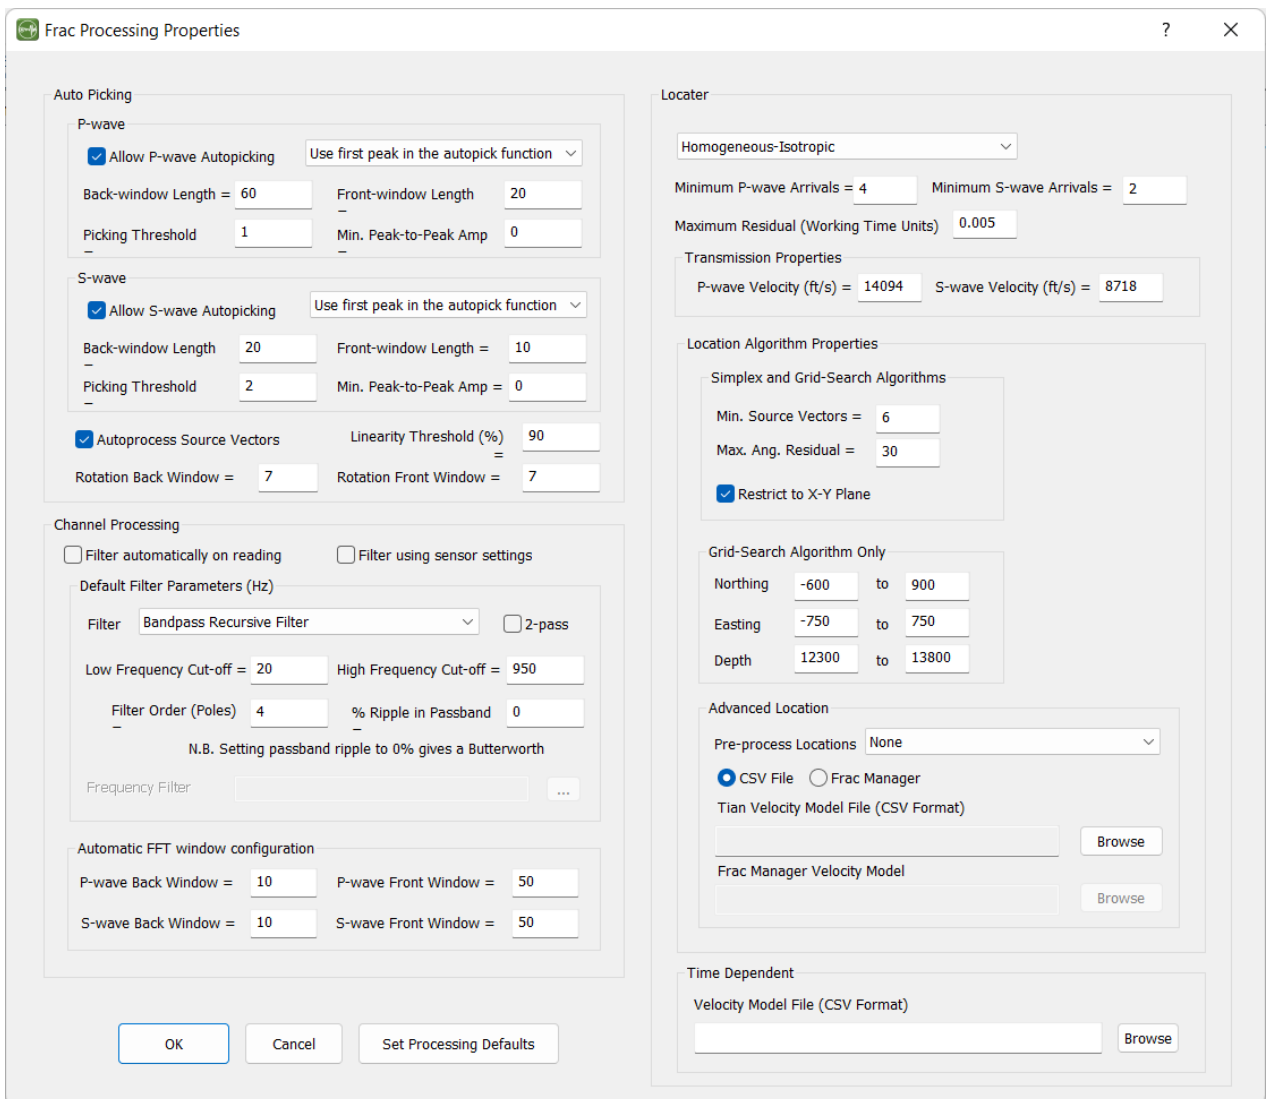 Frac Processing Properties ?
Auto Picking
P-wave
Allow P-wave Autopicking Use first peak in the autopick function
Back-window Length = 60 Front-window Length = 20
Picking Threshold = 1 Min. Peak-to-Peak Amp = 0
S-wave
Allow S-wave Autopicking Use first peak in the autopick function
Back-window Length = 20 Front-window Length = 10
Picking Threshold = 2 Min. Peak-to-Peak Amp = 0
Autoprocess Source Vectors Linearity Threshold (%) = 90
Rotation Back Window = 7 Rotation Front Window = 7
Channel Processing
Filter automatically on reading Filter using sensor settings
Default Filter Parameters (Hz)
Filter Bandpass Recursive Filter 2-pass
Low Frequency Cut-off = 20 High Frequency Cut-off = 950
Filter Order (Poles) = 4 % Ripple in Passband = 0
N.B. Setting passband ripple to 0% gives a Butterworth
Frequency Filter ...
Automatic FFT window configuration
P-wave Back Window = 10 P-wave Front Window = 50
S-wave Back Window = 10 S-wave Front Window = 50
OK Cancel Set Processing Defaults
Locater
Homogeneous-Isotropic
Minimum P-wave Arrivals = 4 Minimum S-wave Arrivals = 2
Maximum Residual (Working Time Units) 0.005
Transmission Properties
P-wave Velocity (ft/s) = 14094 S-wave Velocity (ft/s) = 8718
Location Algorithm Properties
Simplex and Grid-Search Algorithms
Min. Source Vectors = 6
Max. Ang. Residual = 30
Restrict to X-Y Plane
Grid-Search Algorithm Only
Northing -600 to 900
Easting -750 to 750
Depth 12300 to 13800
Advanced Location
Pre-process Locations None
CSV File Frac Manager
Tian Velocity Model File (CSV Format)
Browse
Frac Manager Velocity Model
Browse
Time Dependent
Velocity Model File (CSV Format)
Browse